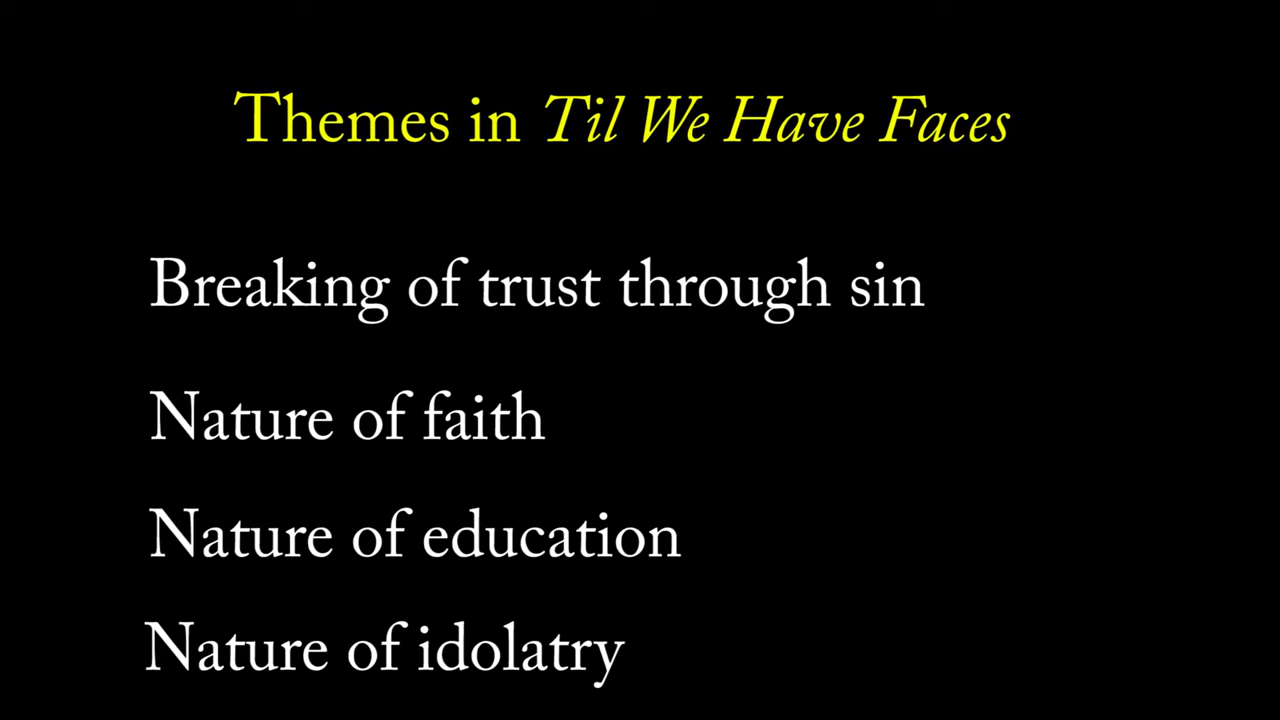 Themes in Til We Have Faces
Breaking of trust through sin
Nature of faith
Nature of education
Nature of idolatry